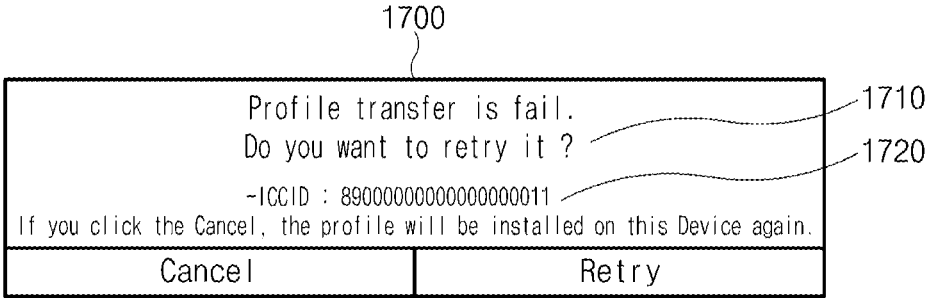 1700
Profile transfer is fail.
1710
Do you want to retry it ?
1720
~ICCID : 89000000000000000011
If you click the Cancel, the profile will be installed on this Device again.
Cancel
Retry